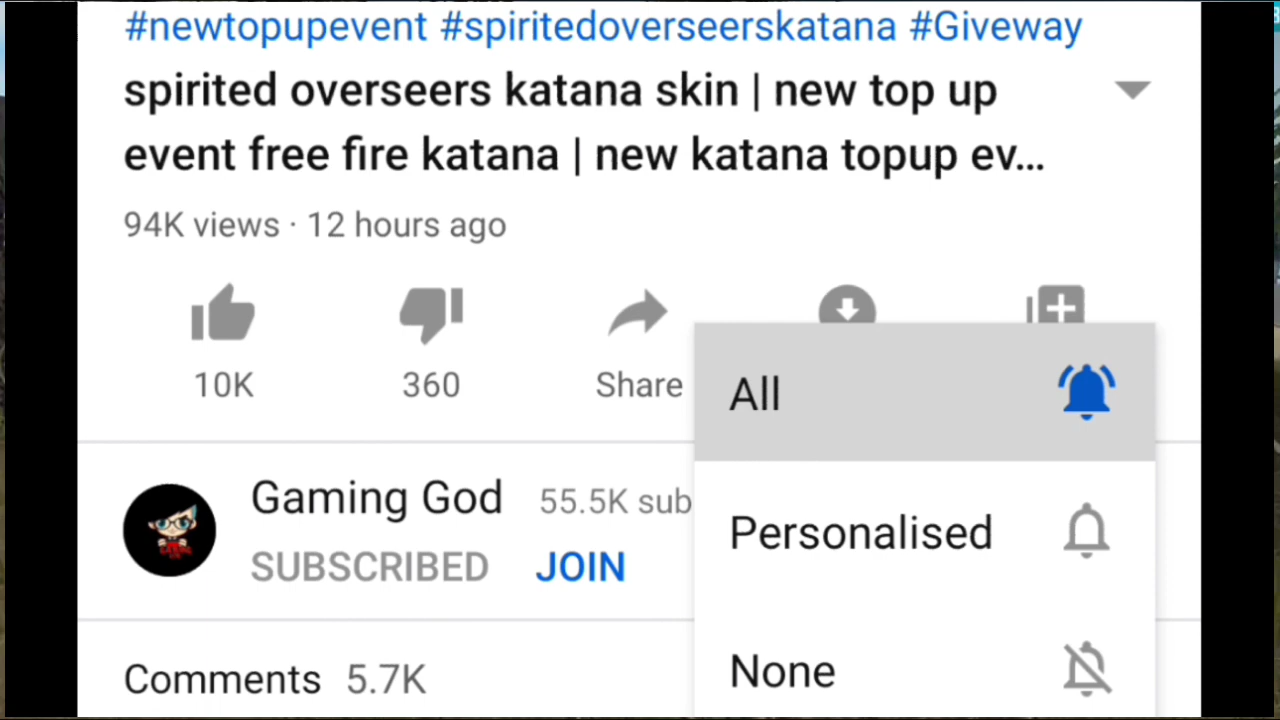 #newtopupevent #spiritedoverseerskatana #Giveway
spirited overseers katana skin | new top up
event free fire katana | new katana topup ev...
94K views · 12 hours ago
10K 360 Share
All
Gaming God 55.5K sub
Personalised
SUBSCRIBED JOIN
Comments 5.7K
None